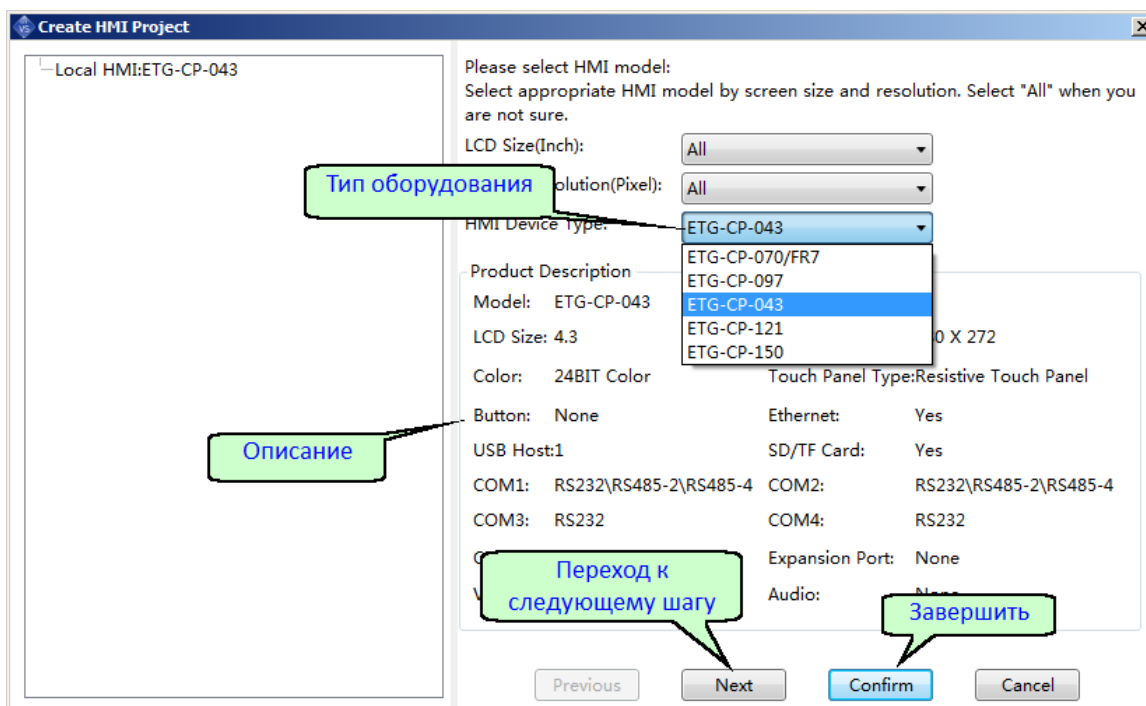 Create HMI Project
Local HMI:ETG-CP-043
Please select HMI model:
Select appropriate HMI model by screen size and resolution. Select "All" when you
are not sure.
LCD Size(Inch): All
Тип оборудования
olution(Pixel): All
HMI Device Type: ETG-CP-043
ETG-CP-070/FR7
ETG-CP-097
ETG-CP-043
ETG-CP-121
ETG-CP-150
Product Description
Model: ETG-CP-043
LCD Size: 4.3 0 X 272
Color: 24BIT Color Touch Panel Type:Resistive Touch Panel
Button: None Ethernet: Yes
Описание
USB Host:1 SD/TF Card: Yes
COM1: RS232\RS485-2\RS485-4 COM2: RS232\RS485-2\RS485-4
COM3: RS232 COM4: RS232
Expansion Port: None
Переход к
следующему шагу
Audio:
Завершить
Previous Next Confirm Cancel